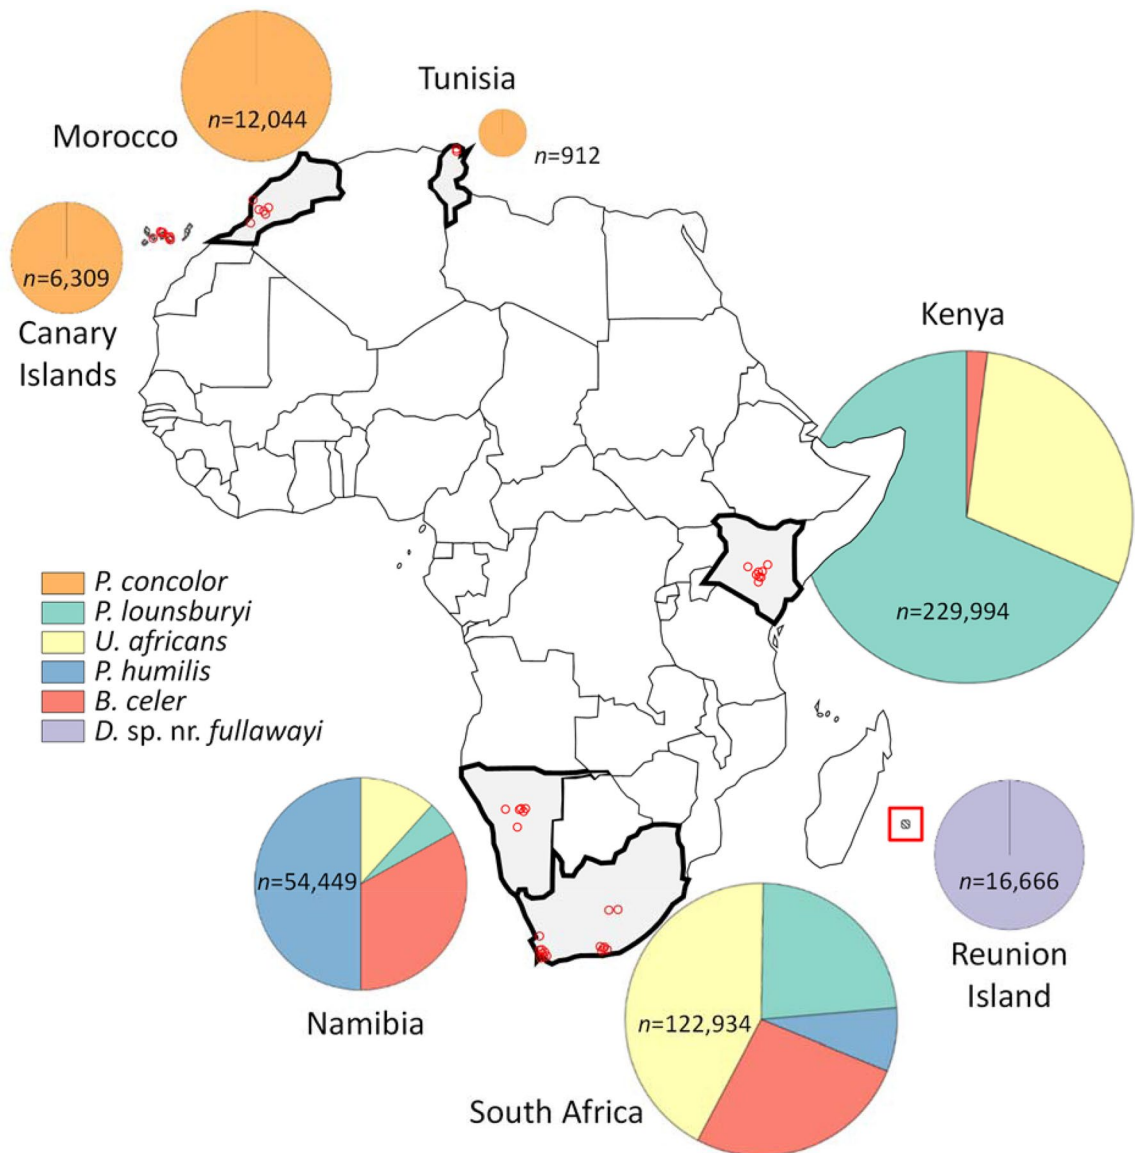 Tunisia
n=12,044
Morocco
n=912
n=6,309
Canary
Islands
Kenya
P. concolor
P. lounsburyi
U. africans
P. humilis
B. celer
D. sp. nr. fullawayi
n=229,994
n=54,449
Namibia
n=16,666
Reunion
Island
n=122,934
South Africa